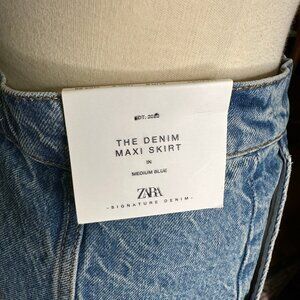 THE DENIM
MAXI SKIRT
IN
MEDIUM BLUE
ZARA
—SIGNATURE DENIM—